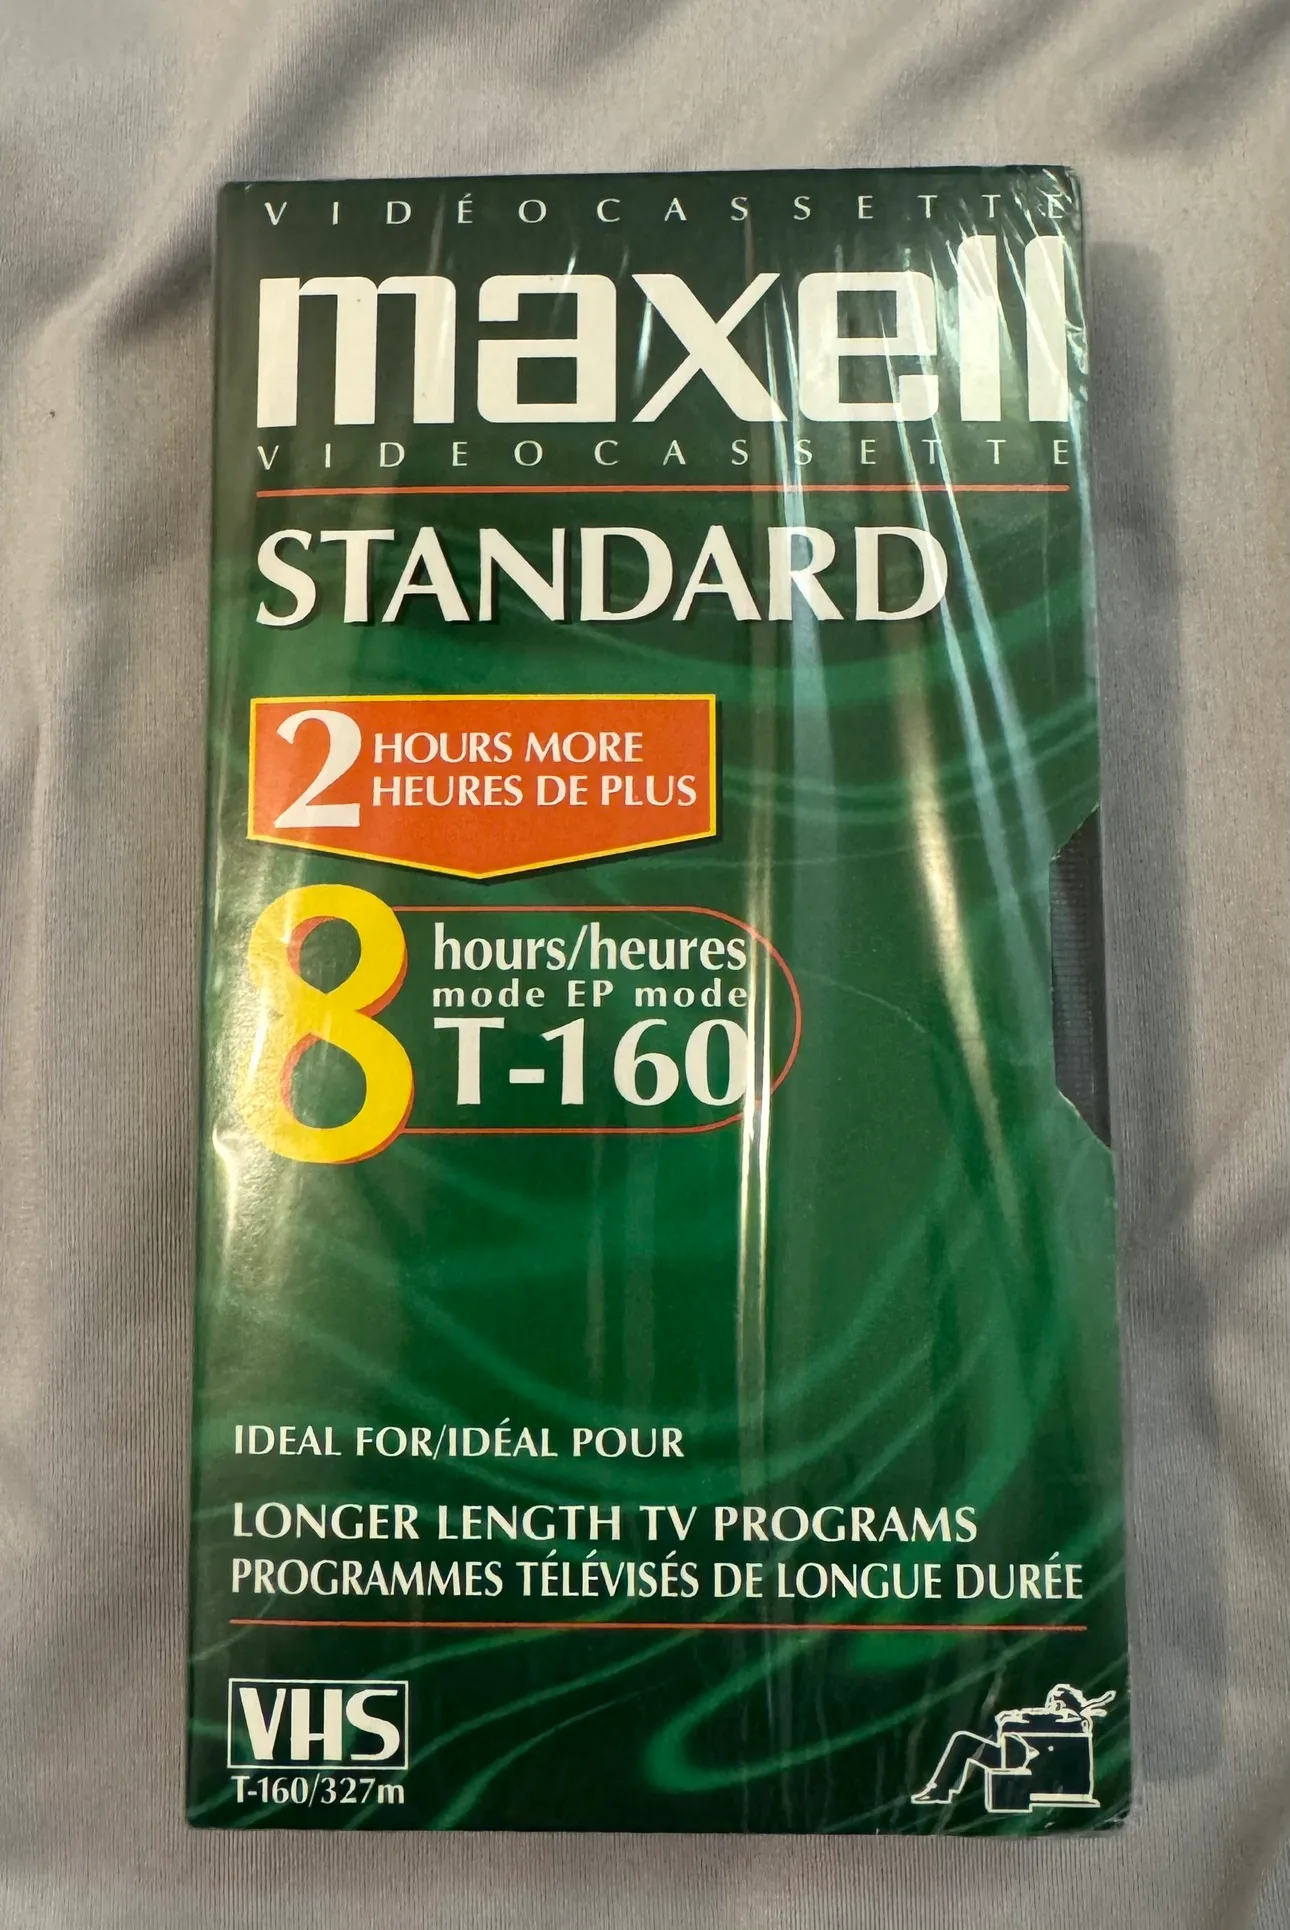 VIDÉOCASSETTE
maxell
VIDEOCASSETTE
STANDARD
2 HOURS MORE
HEURES DE PLUS
8 hours/heures
mode EP mode
T-160
IDEAL FOR/IDÉAL POUR
LONGER LENGTH TV PROGRAMS
PROGRAMMES TÉLÉVISÉS DE LONGUE DURÉE
VHS
T-160/327m